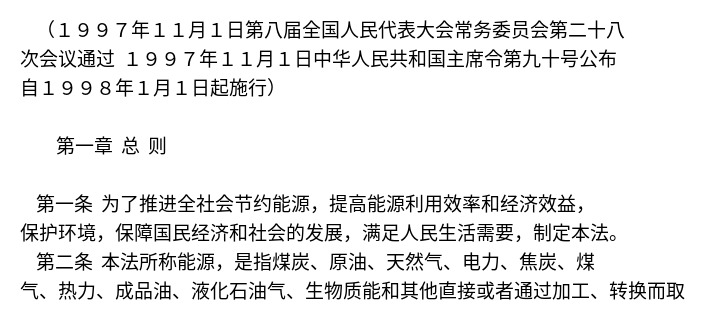 （１９９７年１１月１日第八届全国人民代表大会常务委员会第二十八
次会议通过 １９９７年１１月１日中华人民共和国主席令第九十号公布
自１９９８年１月１日起施行）
第一章 总 则
第一条 为了推进全社会节约能源，提高能源利用效率和经济效益，
保护环境，保障国民经济和社会的发展，满足人民生活需要，制定本法。
第二条 本法所称能源，是指煤炭、原油、天然气、电力、焦炭、煤
气、热力、成品油、液化石油气、生物质能和其他直接或者通过加工、转换而取